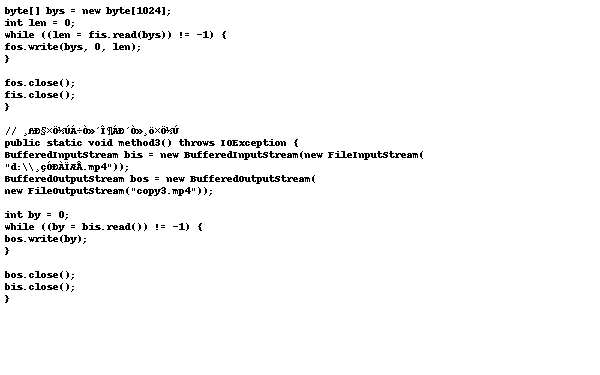 byte[] bys = new byte[1024];
int len = 0;
while ((len = fis.read(bys)) != -1) {
fos.write(bys, 0, len);
}

fos.close();
fis.close();
}

// ¸ßÐ§×Ö½ÚÁ÷Ò»´Î¶ÁÐ´Ò»¸ö×Ö½Ú
public static void method3() throws IOException {
BufferedInputStream bis = new BufferedInputStream(new FileInputStream(
"d:\\¸çÓÐÀÏÆÅ.mp4"));
BufferedOutputStream bos = new BufferedOutputStream(
new FileOutputStream("copy3.mp4"));

int by = 0;
while ((by = bis.read()) != -1) {
bos.write(by);
}

bos.close();
bis.close();
}